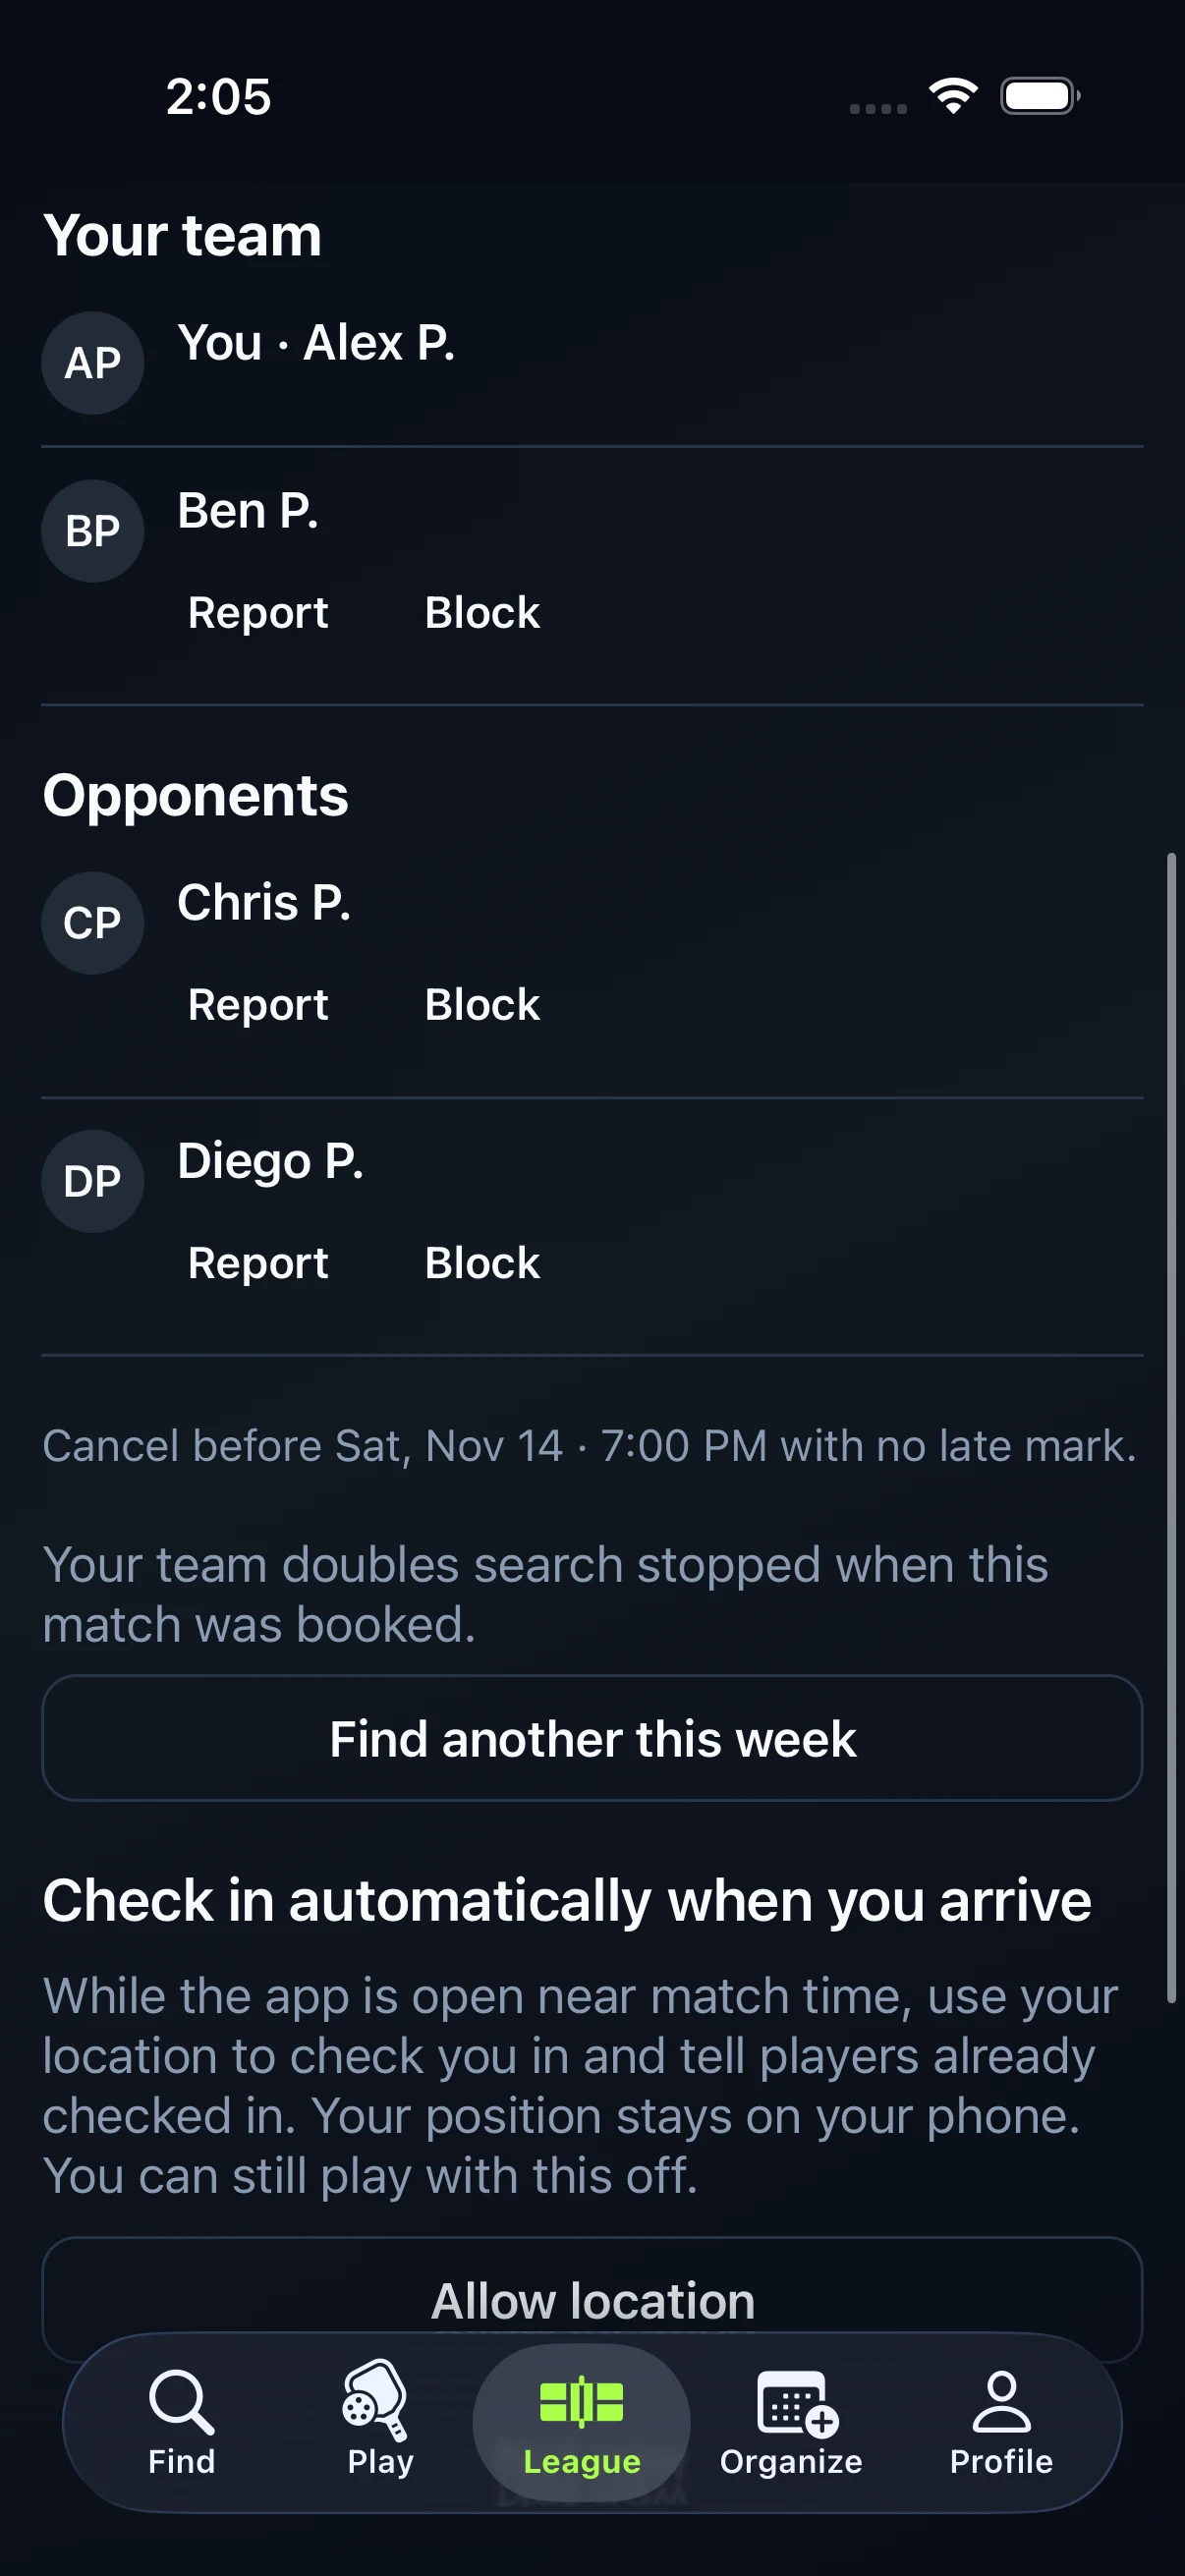 2:05
Your team
AP
You · Alex P.
BP
Ben P.
Report Block
Opponents
CP
Chris P.
Report Block
DP
Diego P.
Report Block
Cancel before Sat, Nov 14 · 7:00 PM with no late mark.
Your team doubles search stopped when this
match was booked.
Find another this week
Check in automatically when you arrive
While the app is open near match time, use your
location to check you in and tell players already
checked in. Your position stays on your phone.
You can still play with this off.
Allow location
Find Play League Organize Profile